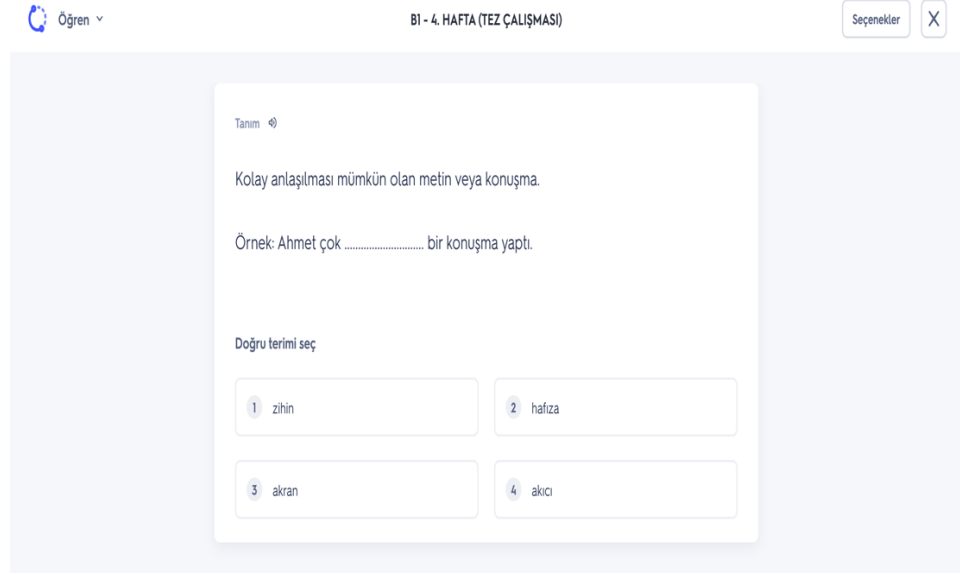 Öğren
B1 - 4. HAFTA (TEZ ÇALIŞMASI)
Seçenekler
X
Tanım
Kolay anlaşılması mümkün olan metin veya konuşma.
Örnek: Ahmet çok ............................ bir konuşma yaptı.
Doğru terimi seç
1 zihin
2 hafıza
3 akran
4 akıcı